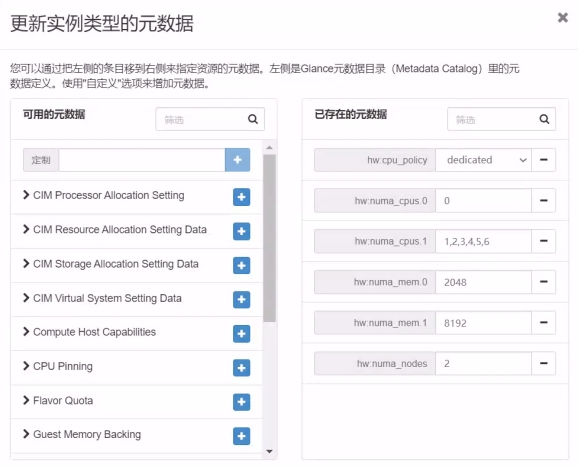 更新实例类型的元数据
×
您可以通过把左侧的条目移到右侧来指定资源的元数据。左侧是Glance元数据目录（Metadata Catalog）里的元
数据定义。使用"自定义"选项来增加元数据。
可用的元数据
筛选
定制
+
CIM Processor Allocation Setting
+
CIM Resource Allocation Setting Data
+
CIM Storage Allocation Setting Data
+
CIM Virtual System Setting Data
+
Compute Host Capabilities
+
CPU Pinning
+
Flavor Quota
+
Guest Memory Backing
+
已存在的元数据
筛选
hw:cpu_policy dedicated −
hw:numa_cpus.0 0 −
hw:numa_cpus.1 1,2,3,4,5,6 −
hw:numa_mem.0 2048 −
hw:numa_mem.1 8192 −
hw:numa_nodes 2 −